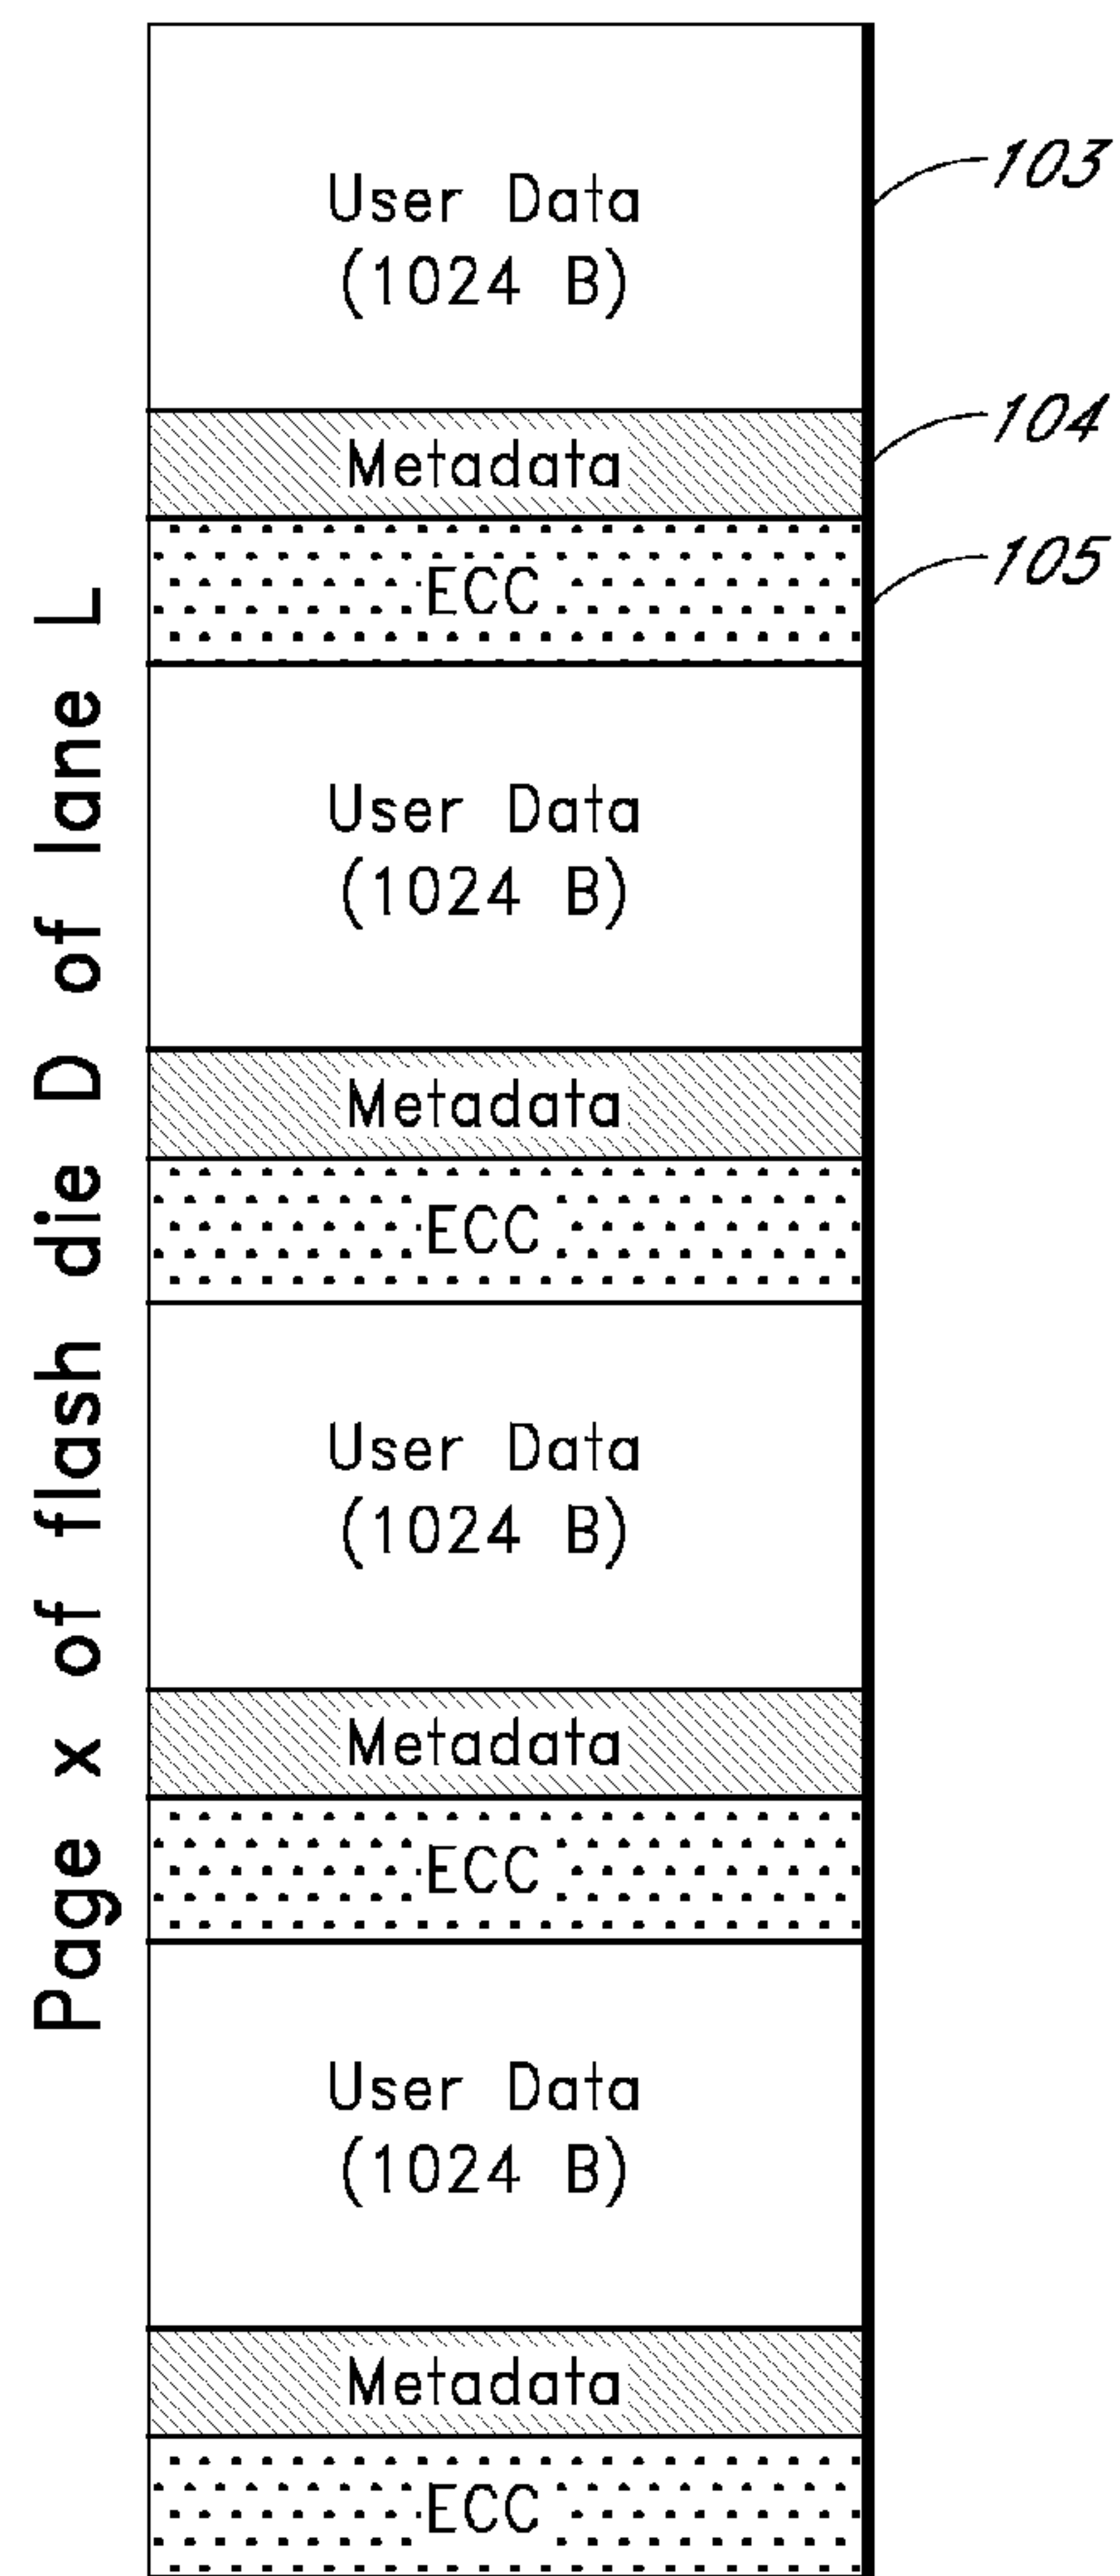 Page x of flash die D of lane L
User Data
(1024 B)
103
Metadata
104
ECC
105
User Data
(1024 B)
Metadata
ECC
User Data
(1024 B)
Metadata
ECC
User Data
(1024 B)
Metadata
ECC